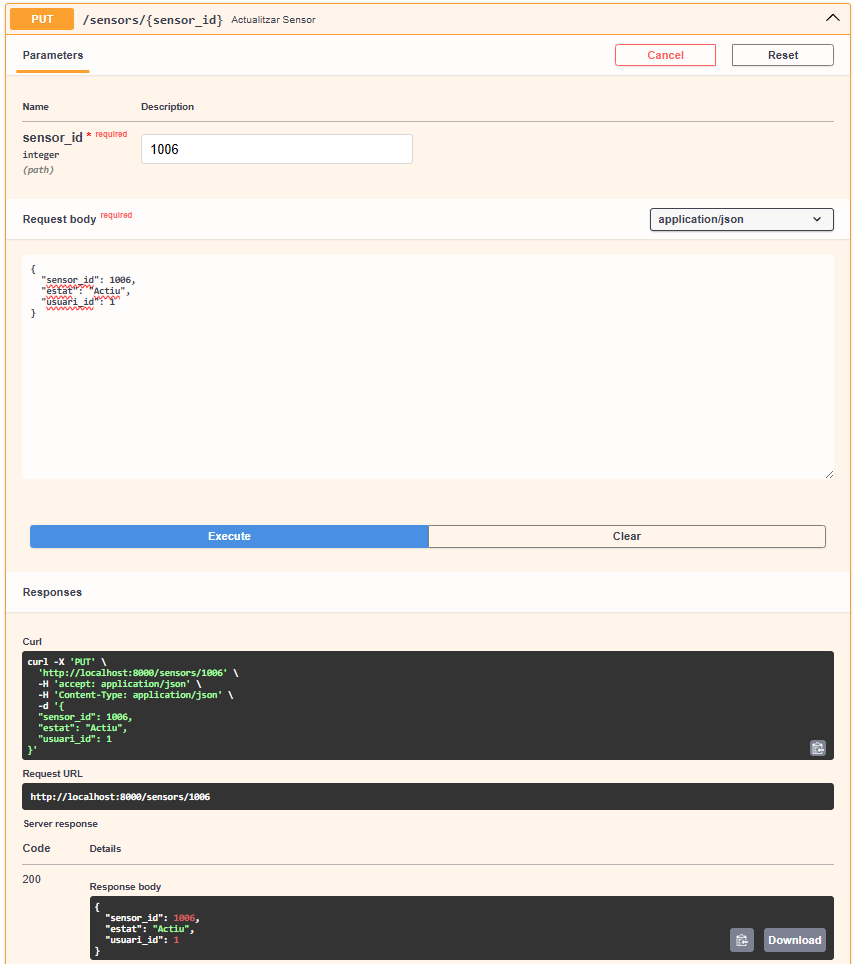 PUT /sensors/{sensor_id} Actualitzar Sensor
Parameters
Cancel
Reset
Name Description
sensor_id * required
integer
(path)
1006
Request body required
application/json
{
  "sensor_id": 1006,
  "estat": "Actiu",
  "usuari_id": 1
}
Execute
Clear
Responses
Curl
curl -X 'PUT' \
  'http://localhost:8000/sensors/1006' \
  -H 'accept: application/json' \
  -H 'Content-Type: application/json' \
  -d '{
  "sensor_id": 1006,
  "estat": "Actiu",
  "usuari_id": 1
}'
Request URL
http://localhost:8000/sensors/1006
Server response
Code Details
200
Response body
{
  "sensor_id": 1006,
  "estat": "Actiu",
  "usuari_id": 1
}
Download